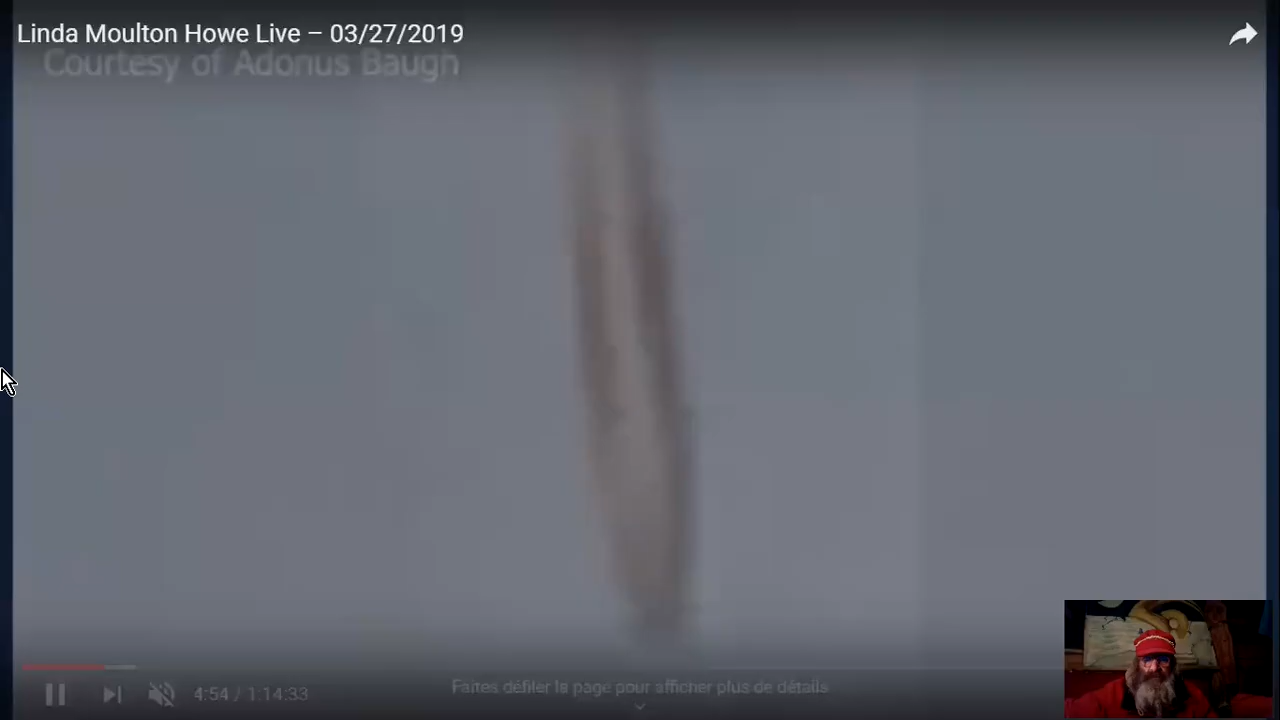 Linda Moulton Howe Live – 03/27/2019
Courtesy of Adonus Baugh
4:54 / 1:14:33
Faites défiler la page pour afficher plus de détails